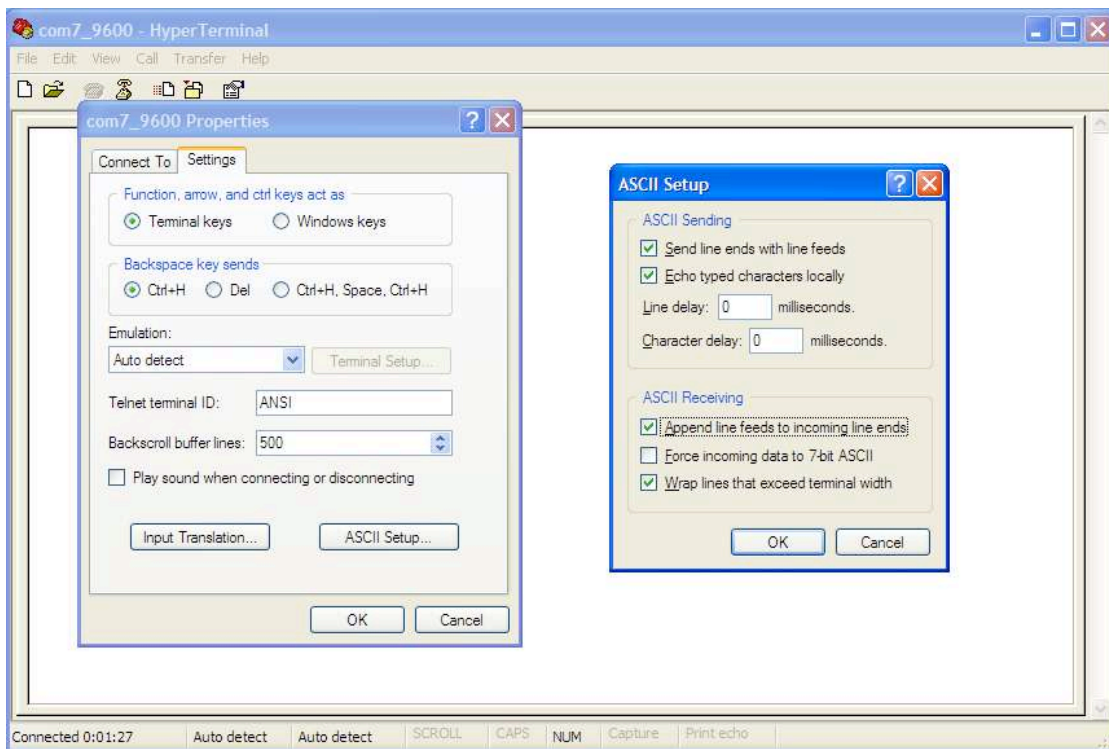 com7_9600 - HyperTerminal
File Edit View Call Transfer Help
com7_9600 Properties
Connect To Settings
Function, arrow, and ctrl keys act as
Terminal keys Windows keys
Backspace key sends
Ctrl+H Del Ctrl+H, Space, Ctrl+H
Emulation:
Auto detect Terminal Setup...
Telnet terminal ID: ANSI
Backscroll buffer lines: 500
Play sound when connecting or disconnecting
Input Translation... ASCII Setup...
OK Cancel
ASCII Setup
ASCII Sending
Send line ends with line feeds
Echo typed characters locally
Line delay: 0 milliseconds.
Character delay: 0 milliseconds.
ASCII Receiving
Append line feeds to incoming line ends
Force incoming data to 7-bit ASCII
Wrap lines that exceed terminal width
OK Cancel
Connected 0:01:27 Auto detect Auto detect SCROLL CAPS NUM Capture Print echo